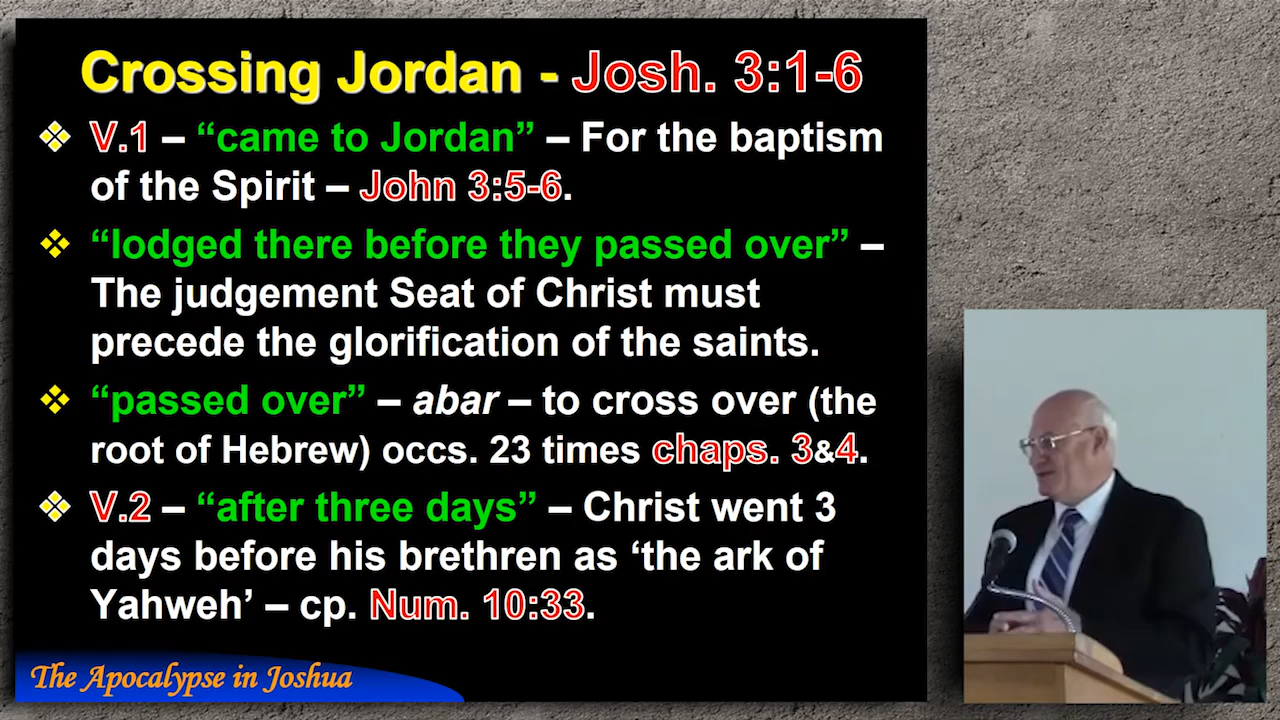 Crossing Jordan - Josh. 3:1-6
❖ V.1 – “came to Jordan” – For the baptism
of the Spirit – John 3:5-6.
❖ “lodged there before they passed over” –
The judgement Seat of Christ must
precede the glorification of the saints.
❖ “passed over” – abar – to cross over (the
root of Hebrew) occs. 23 times chaps. 3&4.
❖ V.2 – “after three days” – Christ went 3
days before his brethren as ‘the ark of
Yahweh’ – cp. Num. 10:33.
The Apocalypse in Joshua